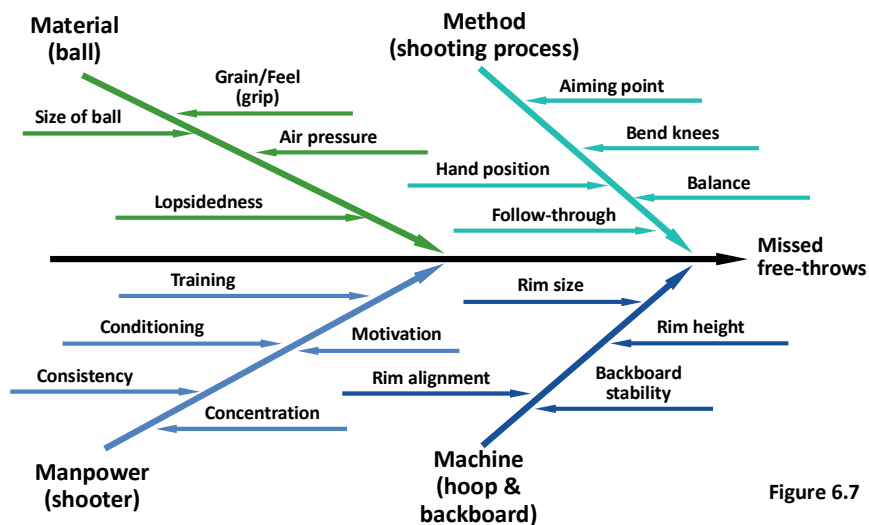 Material
(ball)
Method
(shooting process)
Grain/Feel
(grip)
Size of ball
Air pressure
Lopsidedness
Aiming point
Bend knees
Hand position
Balance
Follow-through
Missed
free-throws
Training
Conditioning
Motivation
Consistency
Concentration
Rim size
Rim height
Rim alignment
Backboard
stability
Manpower
(shooter)
Machine
(hoop &
backboard)
Figure 6.7